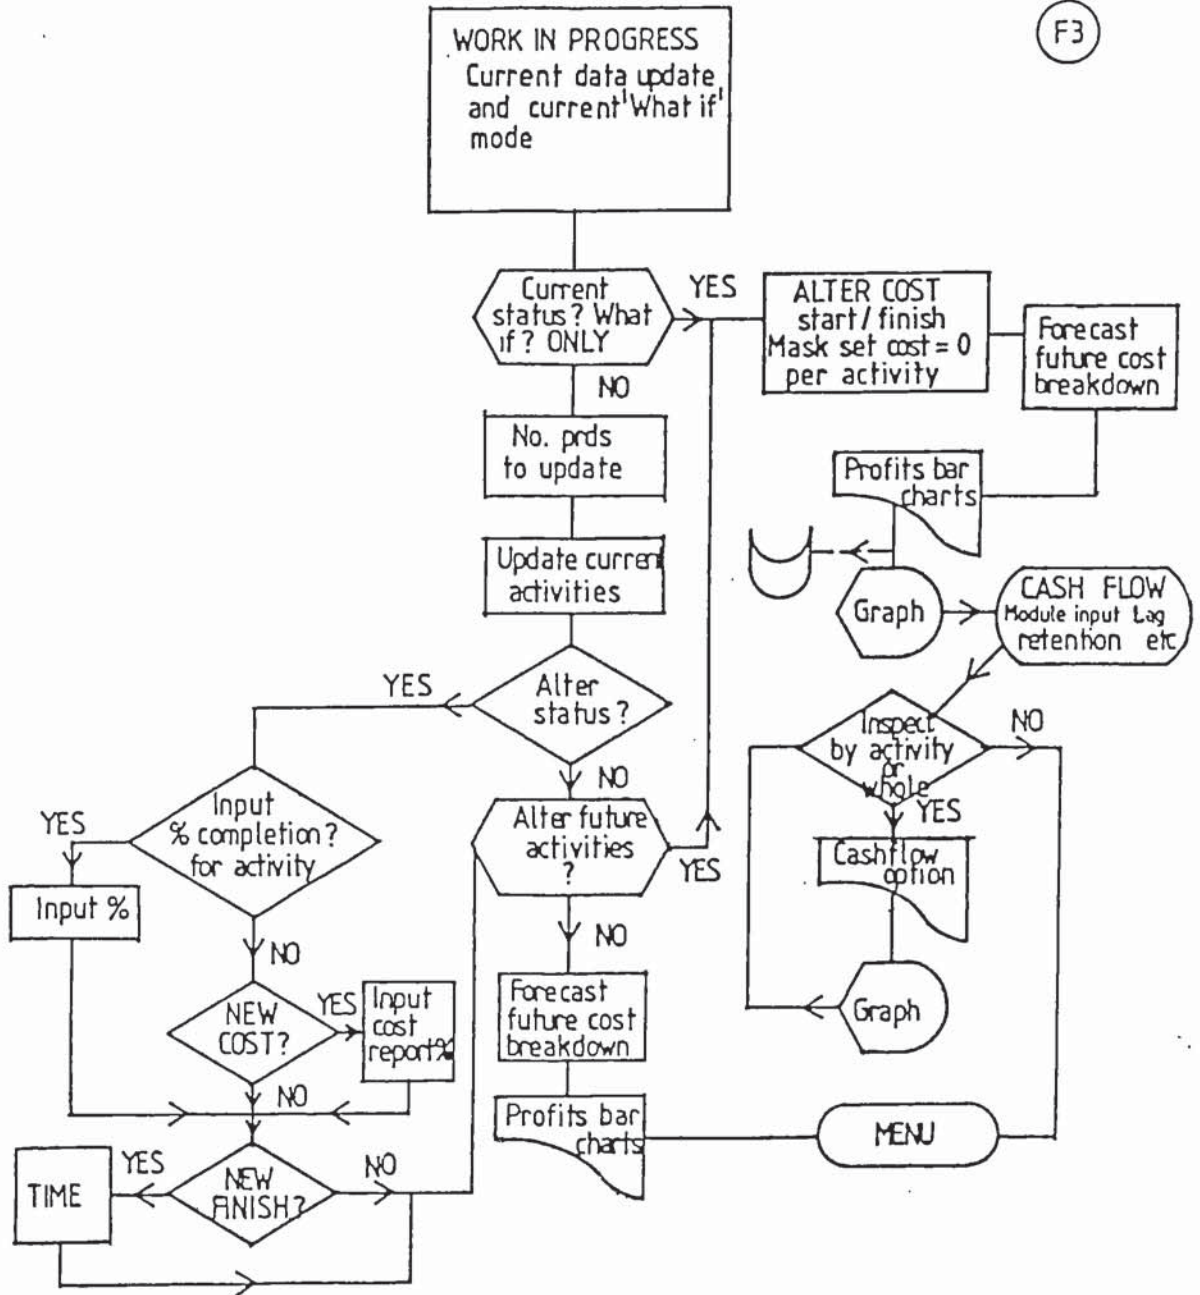 F3
WORK IN PROGRESS
Current data update
and current 'What if'
mode
Current
status? What
if? ONLY
YES
NO
ALTER COST
start/finish
Mask set cost = 0
per activity
Forecast
future cost
breakdown
No. prds
to update
Profits bar
charts
Update current
activities
Graph
CASH FLOW
Module input Lag
retention etc
YES
Alter
status?
NO
Inspect
by activity
or
whole
NO
YES
Input
% completion?
for activity
YES
Input %
NO
Alter future
activities
?
YES
NO
Cashflow
option
Graph
NEW
COST?
YES
Input
cost
report%
NO
Forecast
future cost
breakdown
Profits bar
charts
MENU
NEW
FINISH?
YES
NO
TIME